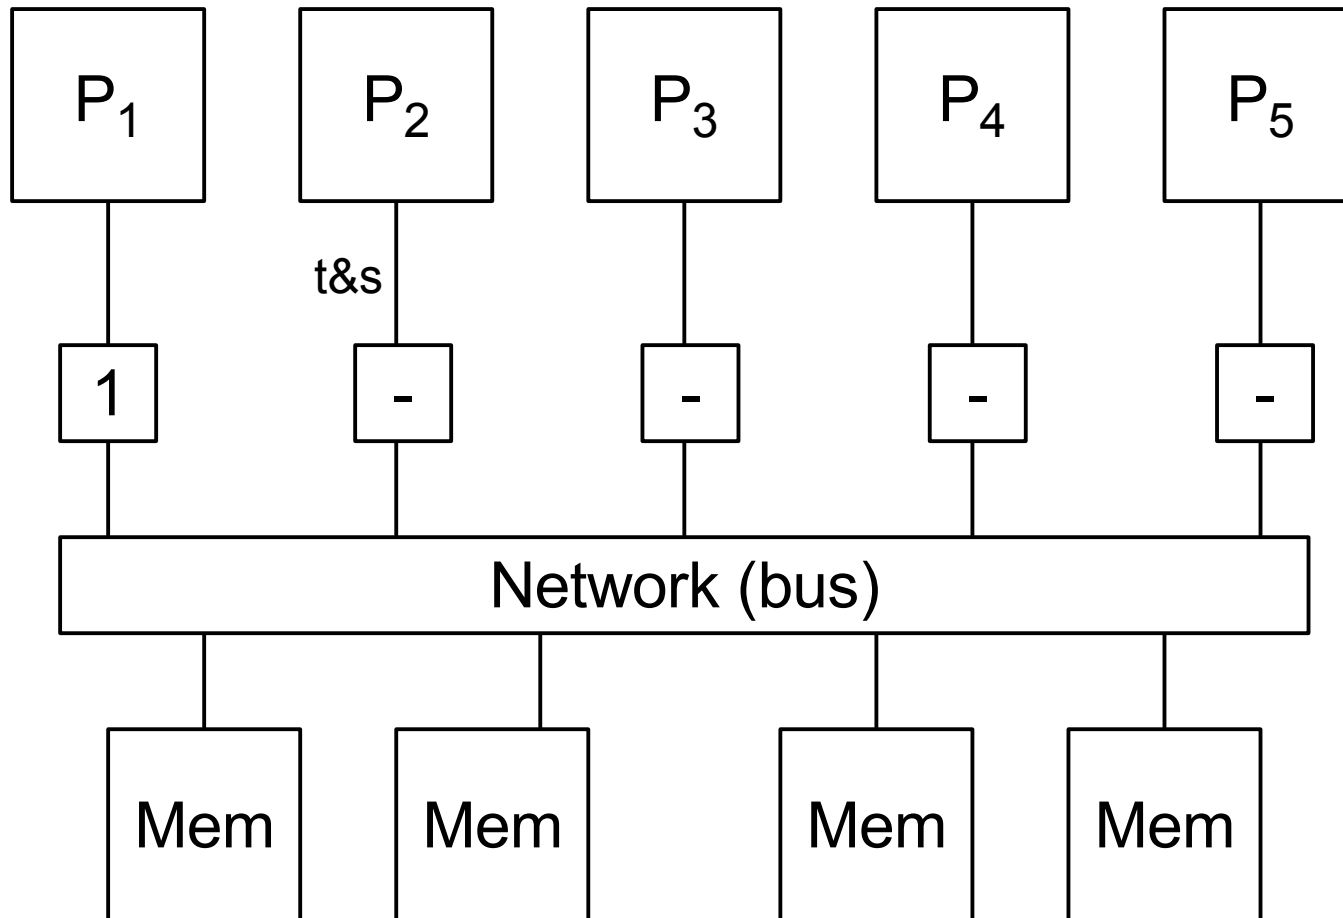 P₁ P₂ P₃ P₄ P₅
t&s
1 - - - -
Network (bus)
Mem Mem Mem Mem